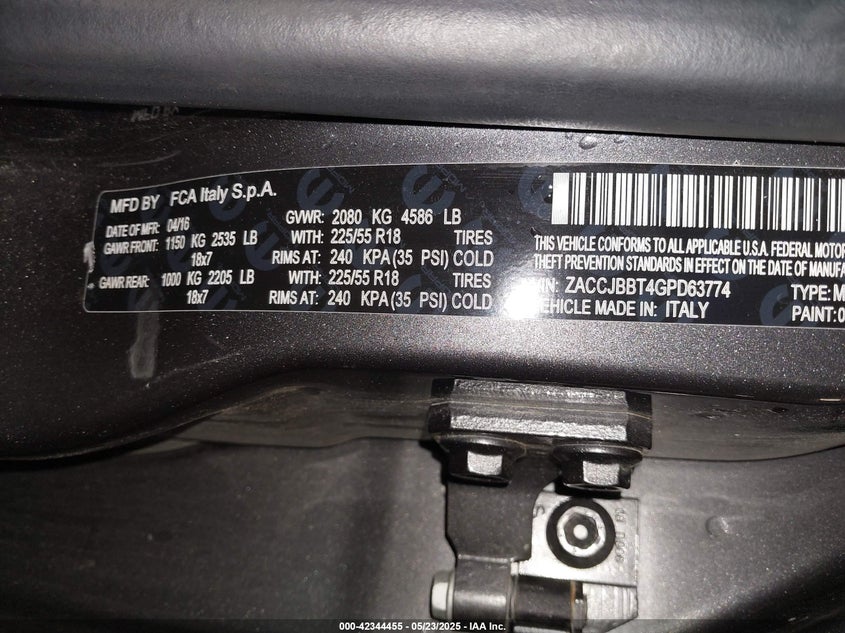 MFD BY FCA Italy S.p.A.
DATE OF MFR: 04/16 GVWR: 2080 KG 4586 LB
GAWR FRONT: 1150 KG 2535 LB WITH: 225/55 R18 TIRES
18x7 RIMS AT: 240 KPA (35 PSI) COLD
GAWR REAR: 1000 KG 2205 LB WITH: 225/55 R18 TIRES
18x7 RIMS AT: 240 KPA (35 PSI) COLD
THIS VEHICLE CONFORMS TO ALL APPLICABLE U.S.A. FEDERAL MOTOR
THEFT PREVENTION STANDARDS IN EFFECT ON THE DATE OF MANUFA
VIN: ZACCJBBT4GPD63774 TYPE: M
VEHICLE MADE IN: ITALY PAINT: 0
000-42344455 - 05/23/2025 - IAA Inc.